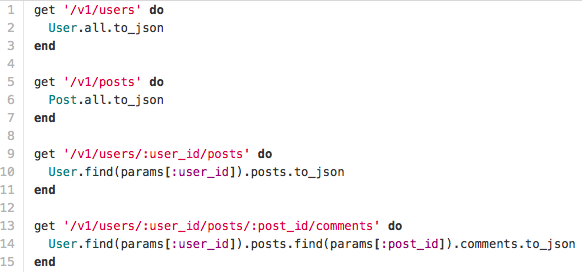 1 get '/v1/users' do
2   User.all.to_json
3 end
4
5 get '/v1/posts' do
6   Post.all.to_json
7 end
8
9 get '/v1/users/:user_id/posts' do
10   User.find(params[:user_id]).posts.to_json
11 end
12
13 get '/v1/users/:user_id/posts/:post_id/comments' do
14   User.find(params[:user_id]).posts.find(params[:post_id]).comments.to_json
15 end